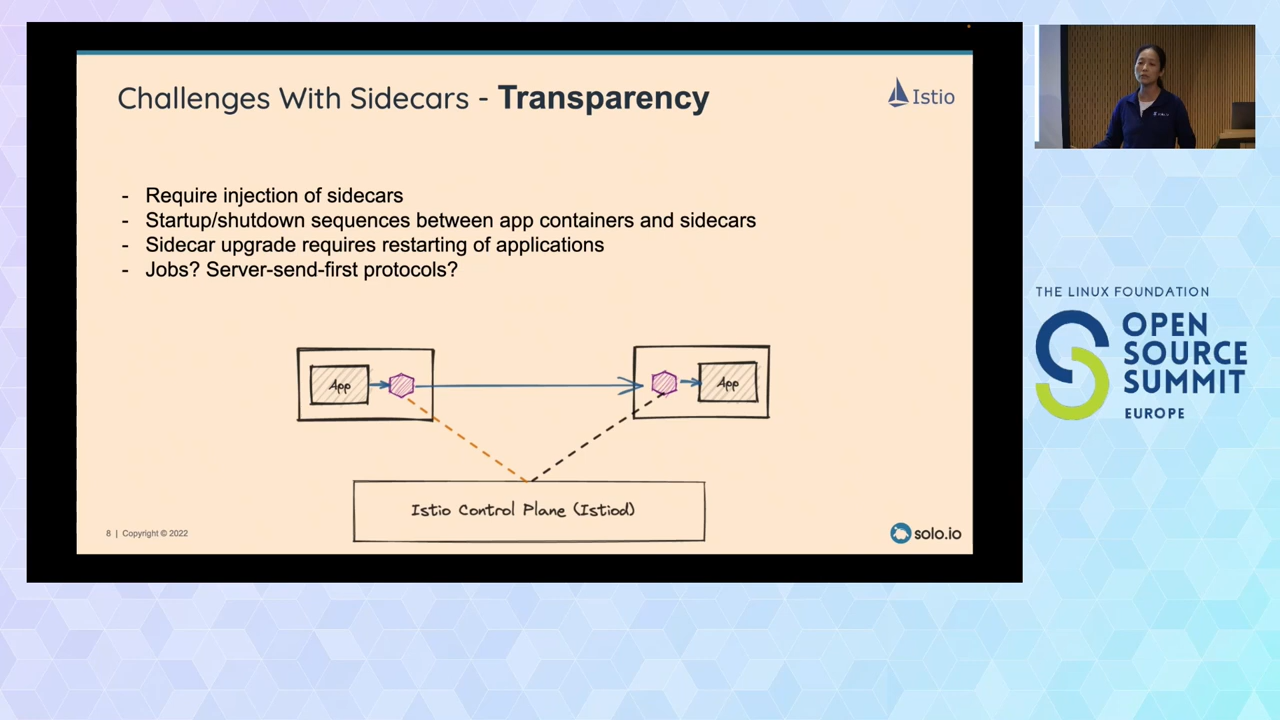 Challenges With Sidecars - Transparency
Istio
- Require injection of sidecars
- Startup/shutdown sequences between app containers and sidecars
- Sidecar upgrade requires restarting of applications
- Jobs? Server-send-first protocols?
App
App
Istio Control Plane (Istiod)
8 | Copyright © 2022
solo.io
THE LINUX FOUNDATION
OPEN
SOURCE
SUMMIT
EUROPE